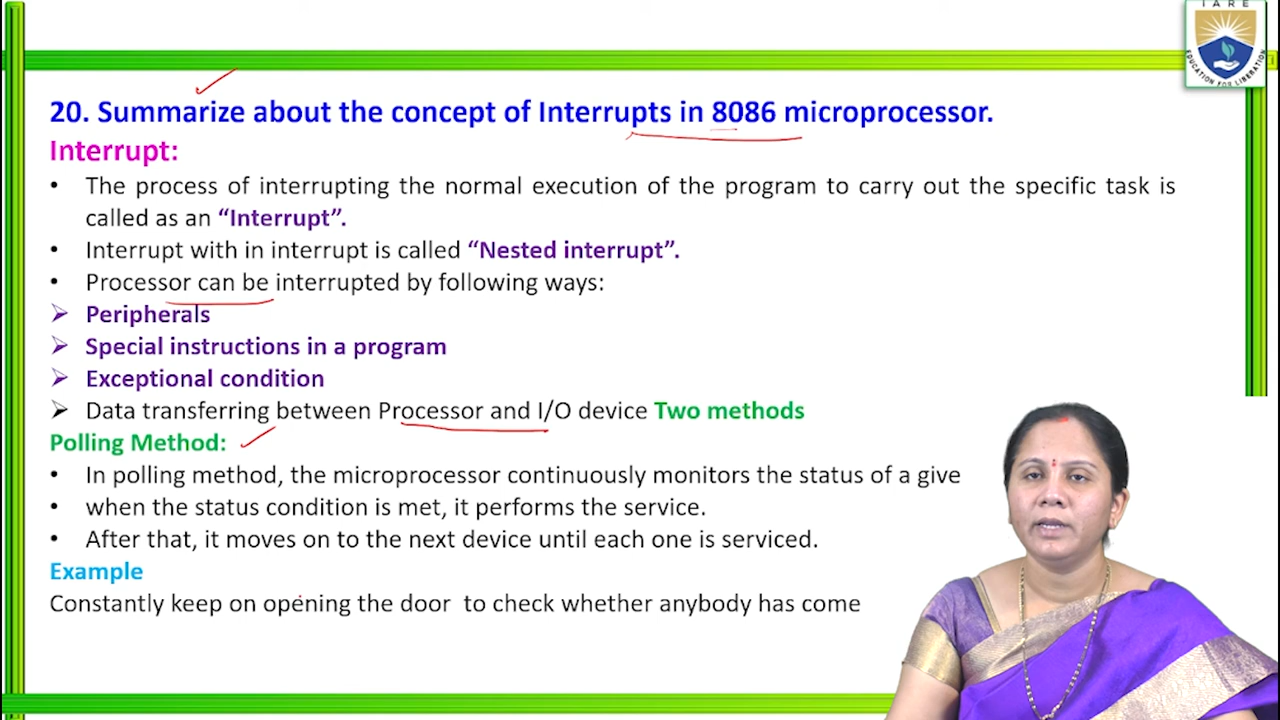 IARE
EDUCATION FOR LIBERATION
20. Summarize about the concept of Interrupts in 8086 microprocessor.
Interrupt:
• The process of interrupting the normal execution of the program to carry out the specific task is
called as an “Interrupt”.
• Interrupt with in interrupt is called “Nested interrupt”.
• Processor can be interrupted by following ways:
➢ Peripherals
➢ Special instructions in a program
➢ Exceptional condition
➢ Data transferring between Processor and I/O device Two methods
Polling Method:
• In polling method, the microprocessor continuously monitors the status of a give
• when the status condition is met, it performs the service.
• After that, it moves on to the next device until each one is serviced.
Example
Constantly keep on opening the door to check whether anybody has come